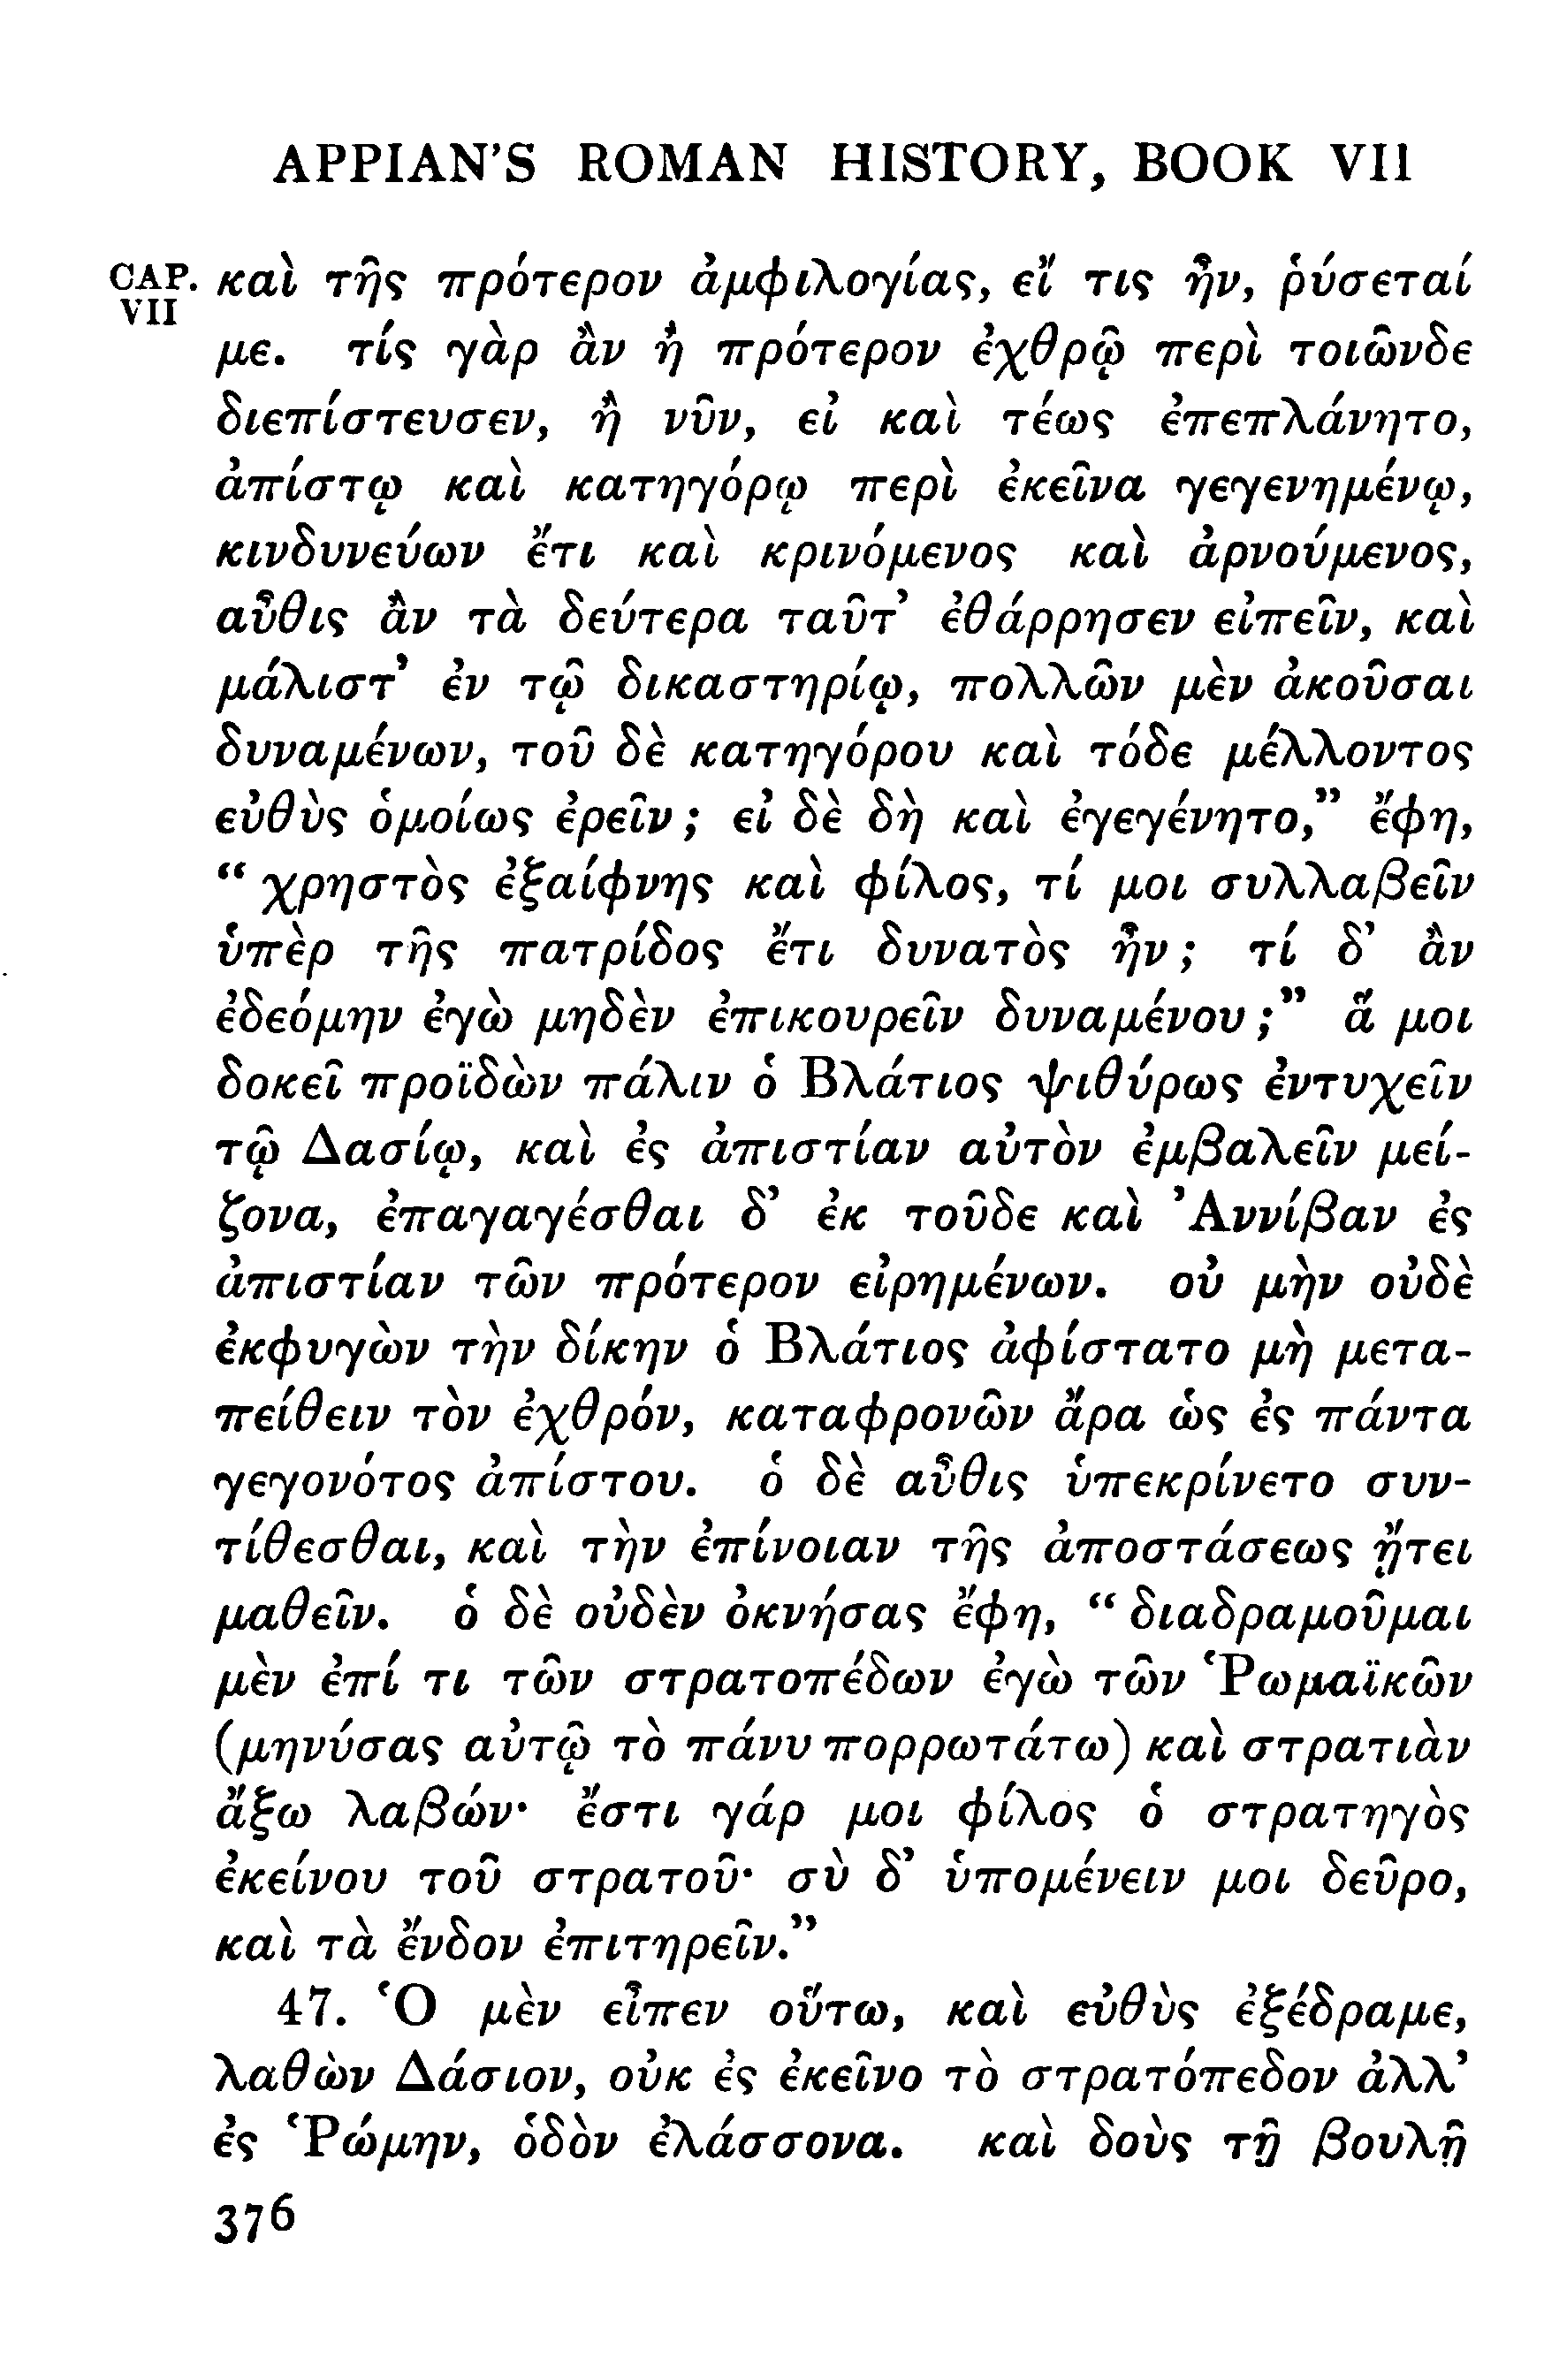 APPIAN'S ROMAN HISTORY, BOOK VII
CAP. VII
καὶ τῆς πρότερον ἀμφιλογίας, εἴ τις ἦν, ῥύσεταί
με. τίς γὰρ ἂν ἢ πρότερον ἐχθρῷ περὶ τοιῶνδε
διεπίστευσεν, ἢ νῦν, εἰ καὶ τέως ἐπεπλάνητο,
ἀπίστῳ καὶ κατηγόρῳ περὶ ἐκεῖνα γεγενημένῳ,
κινδυνεύων ἔτι καὶ κρινόμενος καὶ ἀρνούμενος,
αὖθις ἂν τὰ δεύτερα ταῦτ' ἐθάρρησεν εἰπεῖν, καὶ
μάλιστ' ἐν τῷ δικαστηρίῳ, πολλῶν μὲν ἀκοῦσαι
δυναμένων, τοῦ δὲ κατηγόρου καὶ τόδε μέλλοντος
εὐθὺς ὁμοίως ἐρεῖν; εἰ δὲ δὴ καὶ ἐγεγένητο," ἔφη,
"χρηστὸς ἐξαίφνης καὶ φίλος, τί μοι συλλαβεῖν
ὑπὲρ τῆς πατρίδος ἔτι δυνατὸς ἦν; τί δ' ἂν
ἐδεόμην ἐγὼ μηδὲν ἐπικουρεῖν δυναμένου;" ἅ μοι
δοκεῖ προϊδὼν πάλιν ὁ Βλάτιος ψιθύρως ἐντυχεῖν
τῷ Δασίῳ, καὶ ἐς ἀπιστίαν αὐτὸν ἐμβαλεῖν μεί-
ζονα, ἐπαγαγέσθαι δ' ἐκ τοῦδε καὶ Ἀννίβαν ἐς
ἀπιστίαν τῶν πρότερον εἰρημένων. οὐ μὴν οὐδὲ
ἐκφυγὼν τὴν δίκην ὁ Βλάτιος ἀφίστατο μὴ μετα-
πείθειν τὸν ἐχθρόν, καταφρονῶν ἄρα ὡς ἐς πάντα
γεγονότος ἀπίστου. ὁ δὲ αὖθις ὑπεκρίνετο συν-
τίθεσθαι, καὶ τὴν ἐπίνοιαν τῆς ἀποστάσεως ᾔτει
μαθεῖν. ὁ δὲ οὐδὲν ὀκνήσας ἔφη, "διαδραμοῦμαι
μὲν ἐπί τι τῶν στρατοπέδων ἐγὼ τῶν Ῥωμαϊκῶν
(μηνύσας αὐτῷ τὸ πάνυ πορρωτάτω) καὶ στρατιὰν
ἄξω λαβών· ἔστι γάρ μοι φίλος ὁ στρατηγὸς
ἐκείνου τοῦ στρατοῦ· σὺ δ' ὑπομένειν μοι δεῦρο,
καὶ τὰ ἔνδον ἐπιτηρεῖν."
47. Ὁ μὲν εἶπεν οὕτω, καὶ εὐθὺς ἐξέδραμε,
λαθὼν Δάσιον, οὐκ ἐς ἐκεῖνο τὸ στρατόπεδον ἀλλ'
ἐς Ῥώμην, ὁδὸν ἐλάσσονα. καὶ δοὺς τῇ βουλῇ
376